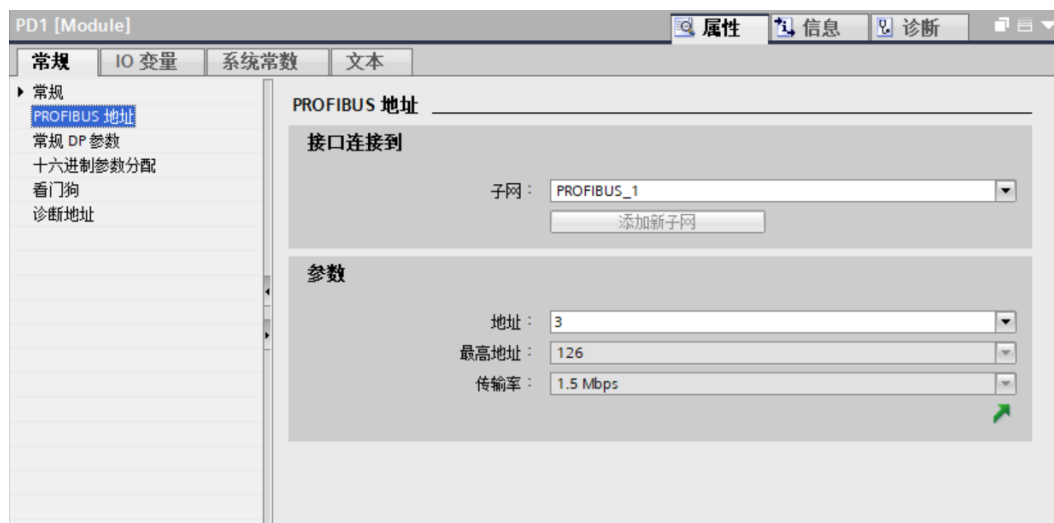 PD1 [Module]
属性 信息 诊断
常规 IO 变量 系统常数 文本
常规
PROFIBUS 地址
常规 DP 参数
十六进制参数分配
看门狗
诊断地址
PROFIBUS 地址
接口连接到
子网： PROFIBUS_1
添加新子网
参数
地址： 3
最高地址： 126
传输率： 1.5 Mbps